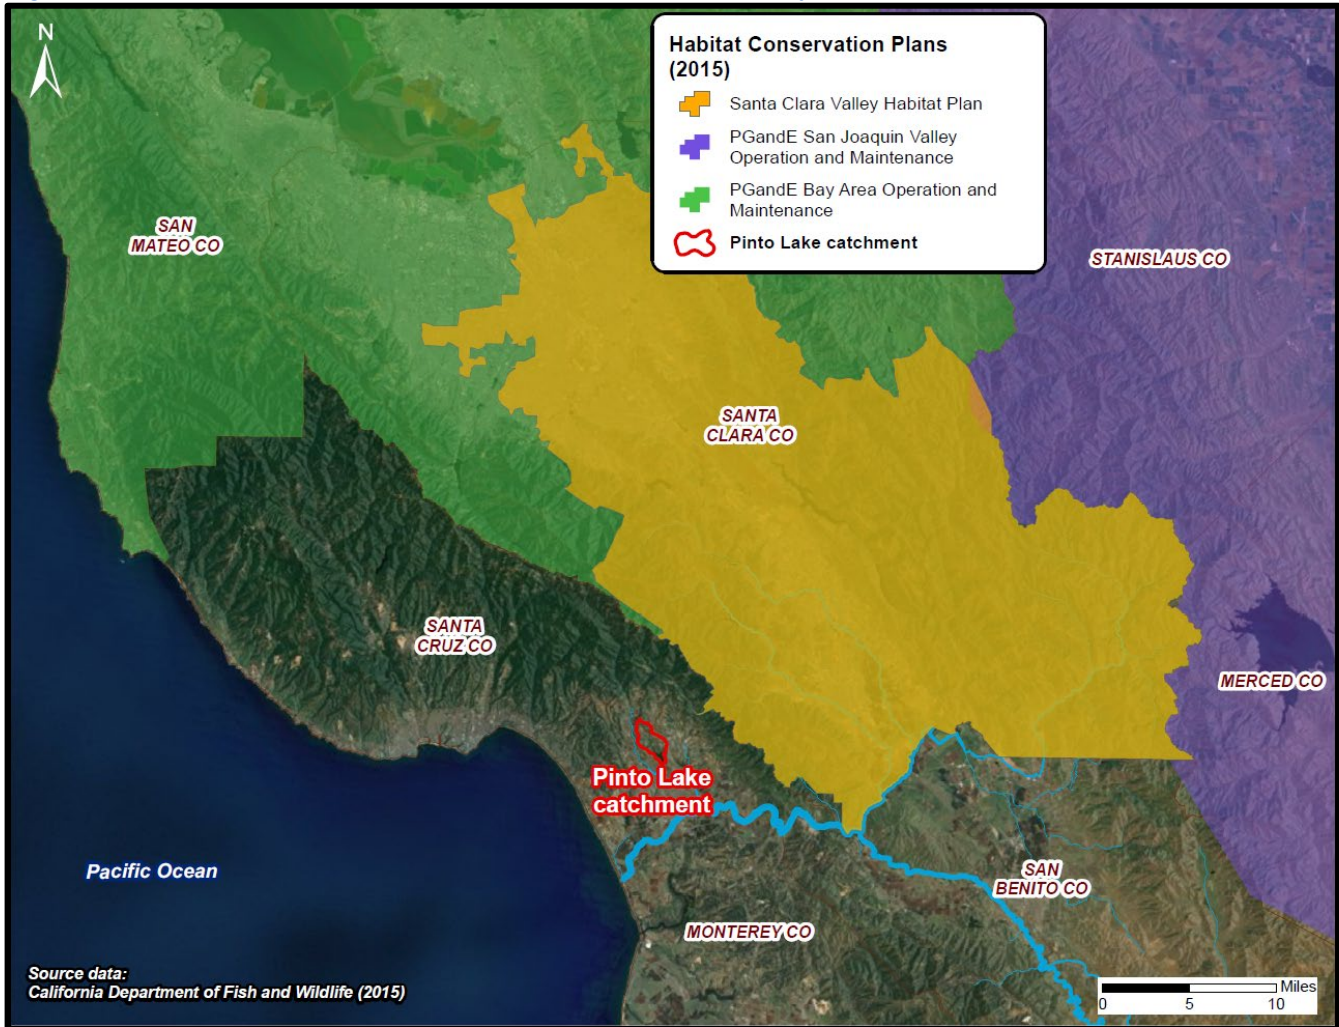 N
Habitat Conservation Plans
(2015)
Santa Clara Valley Habitat Plan
PGandE San Joaquin Valley
Operation and Maintenance
PGandE Bay Area Operation and
Maintenance
Pinto Lake catchment
SAN
MATEO CO
STANISLAUS CO
SANTA
CLARA CO
SANTA
CRUZ CO
MERCED CO
Pinto Lake
catchment
Pacific Ocean
SAN
BENITO CO
MONTEREY CO
Source data:
California Department of Fish and Wildlife (2015)
Miles
0 5 10